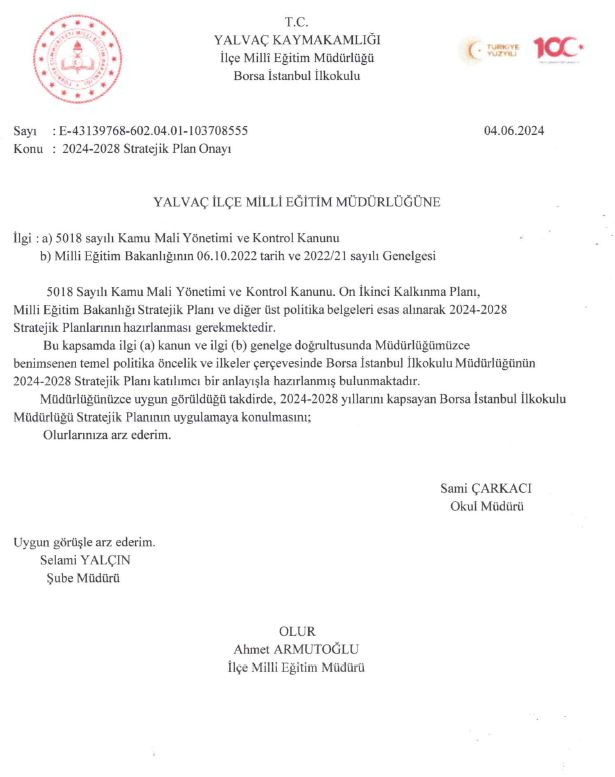 T.C.
YALVAÇ KAYMAKAMLIĞI
İlçe Millî Eğitim Müdürlüğü
Borsa İstanbul İlkokulu
TÜRKİYE
YÜZYILI
100
Sayı : E-43139768-602.04.01-103708555 04.06.2024
Konu : 2024-2028 Stratejik Plan Onayı
YALVAÇ İLÇE MİLLİ EĞİTİM MÜDÜRLÜĞÜNE
İlgi : a) 5018 sayılı Kamu Mali Yönetimi ve Kontrol Kanunu
b) Milli Eğitim Bakanlığının 06.10.2022 tarih ve 2022/21 sayılı Genelgesi
5018 Sayılı Kamu Mali Yönetimi ve Kontrol Kanunu. On İkinci Kalkınma Planı,
Milli Eğitim Bakanlığı Stratejik Planı ve diğer üst politika belgeleri esas alınarak 2024-2028
Stratejik Planlarının hazırlanması gerekmektedir.
Bu kapsamda ilgi (a) kanun ve ilgi (b) genelge doğrultusunda Müdürlüğümüzce
benimsenen temel politika öncelik ve ilkeler çerçevesinde Borsa İstanbul İlkokulu Müdürlüğünün
2024-2028 Stratejik Planı katılımcı bir anlayışla hazırlanmış bulunmaktadır.
Müdürlüğünüzce uygun görüldüğü takdirde, 2024-2028 yıllarını kapsayan Borsa İstanbul İlkokulu
Müdürlüğü Stratejik Planının uygulamaya konulmasını;
Olurlarınıza arz ederim.
Sami ÇARKACI
Okul Müdürü
Uygun görüşle arz ederim.
Selami YALÇIN
Şube Müdürü
OLUR
Ahmet ARMUTOĞLU
İlçe Milli Eğitim Müdürü